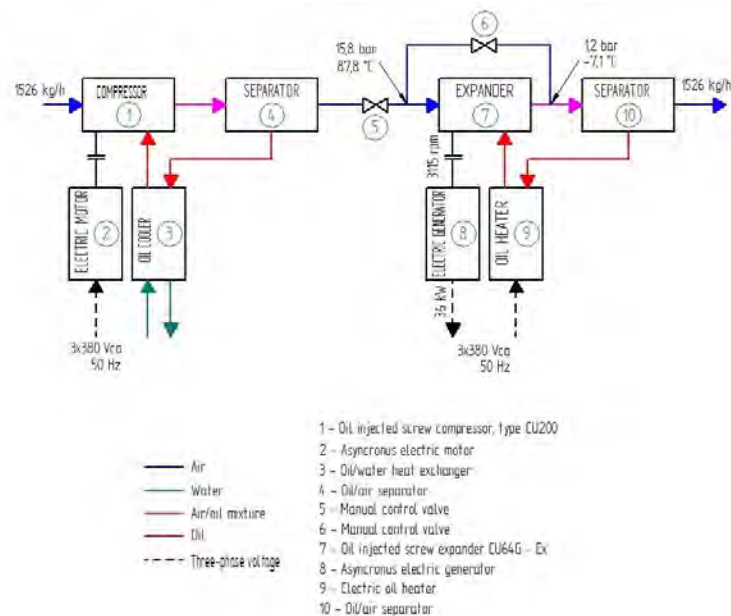 6
15,8 bar
87,8 °C
1,2 bar
-7,1 °C
1526 kg/h
COMPRESSOR
1
SEPARATOR
4
5
EXPANDER
7
SEPARATOR
10
1526 kg/h
3115 rpm
ELECTRIC MOTOR
2
OIL COOLER
3
ELECTRIC GENERATOR
8
OIL HEATER
9
36 kW
3x380 Vca
50 Hz
3x380 Vca
50 Hz
Air
Water
Air/oil mixture
Oil
Three-phase voltage
1 - Oil injected screw compressor, type CU200
2 - Asyncronus electric motor
3 - Oil/water heat exchanger
4 - Oil/air separator
5 - Manual control valve
6 - Manual control valve
7 - Oil injected screw expander CU64G - Ex
8 - Asyncronus electric generator
9 - Electric oil heater
10 - Oil/air separator